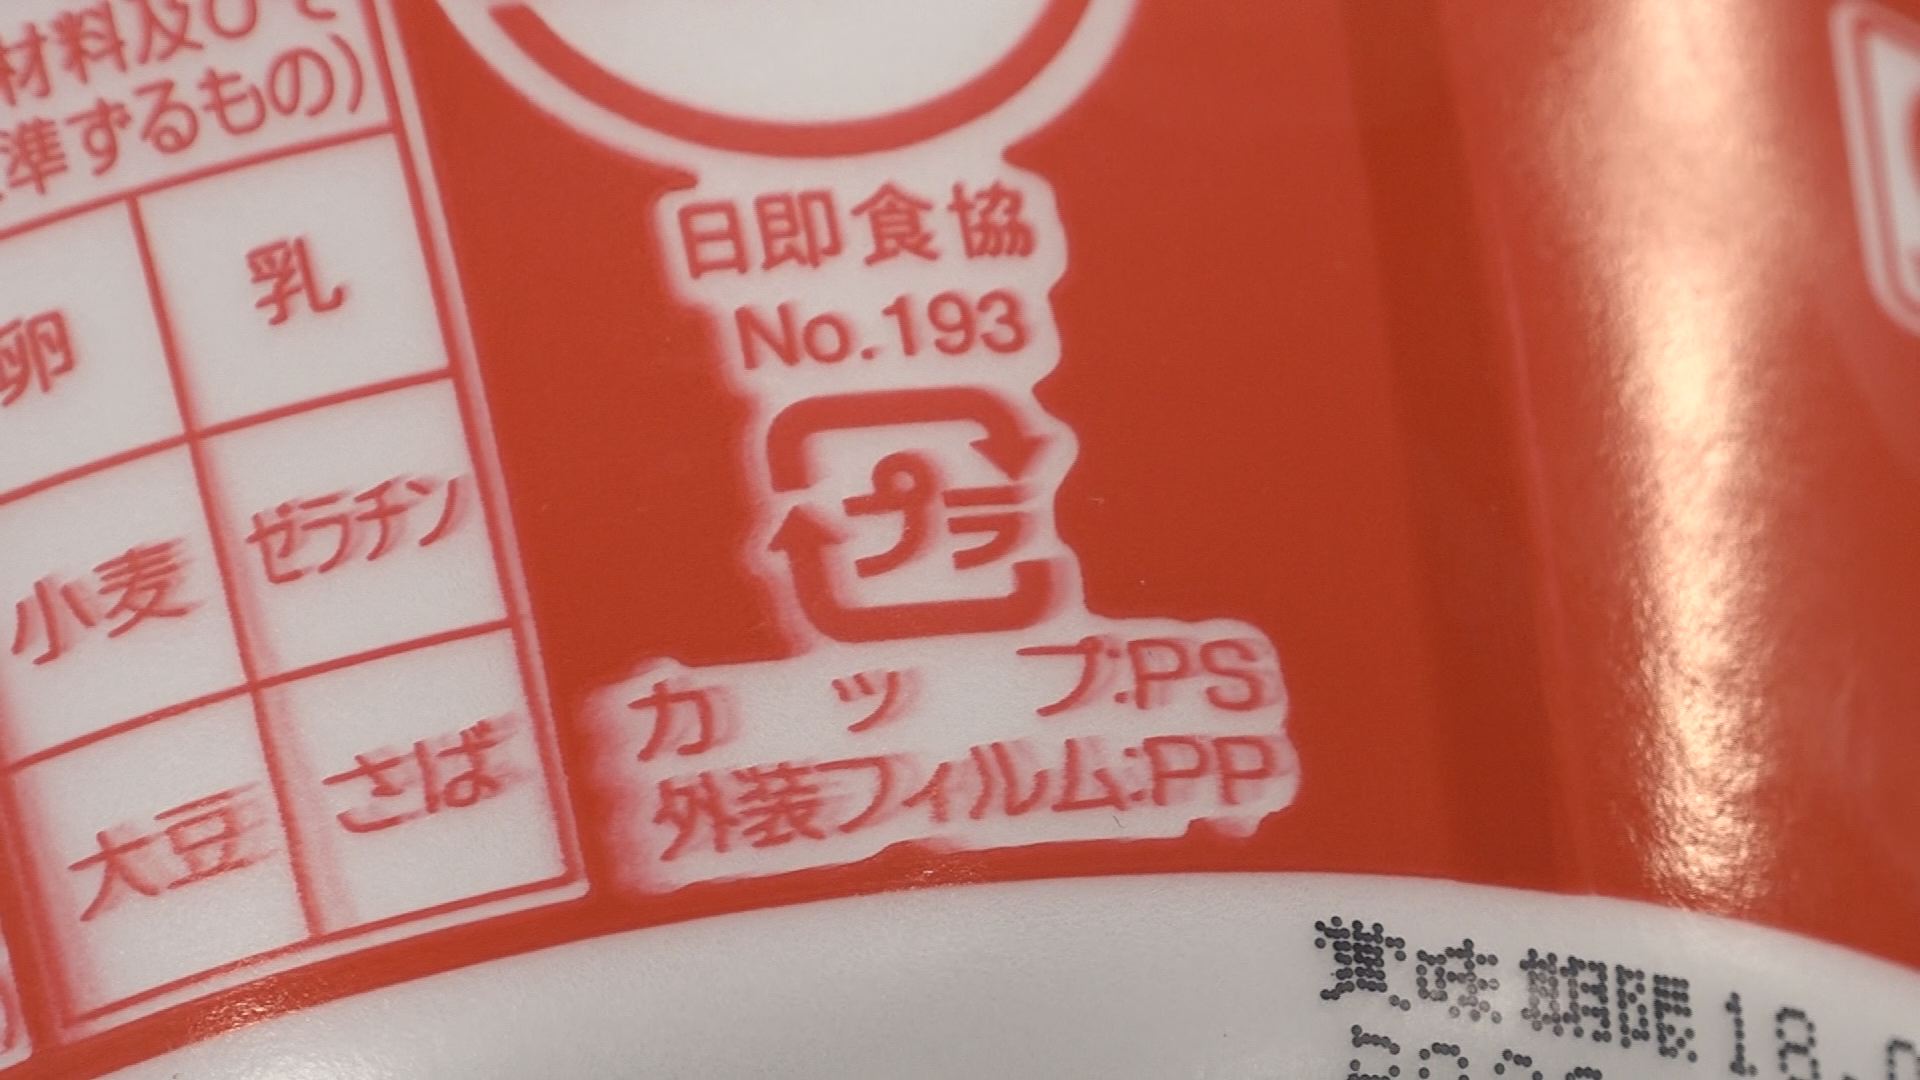 材料及びそ
準ずるもの)
卵 乳
小麦 ゼラチン
大豆 さば
日即食協
No.193
プラ
カップ:PS
外装フィルム:PP
賞味期限 18.